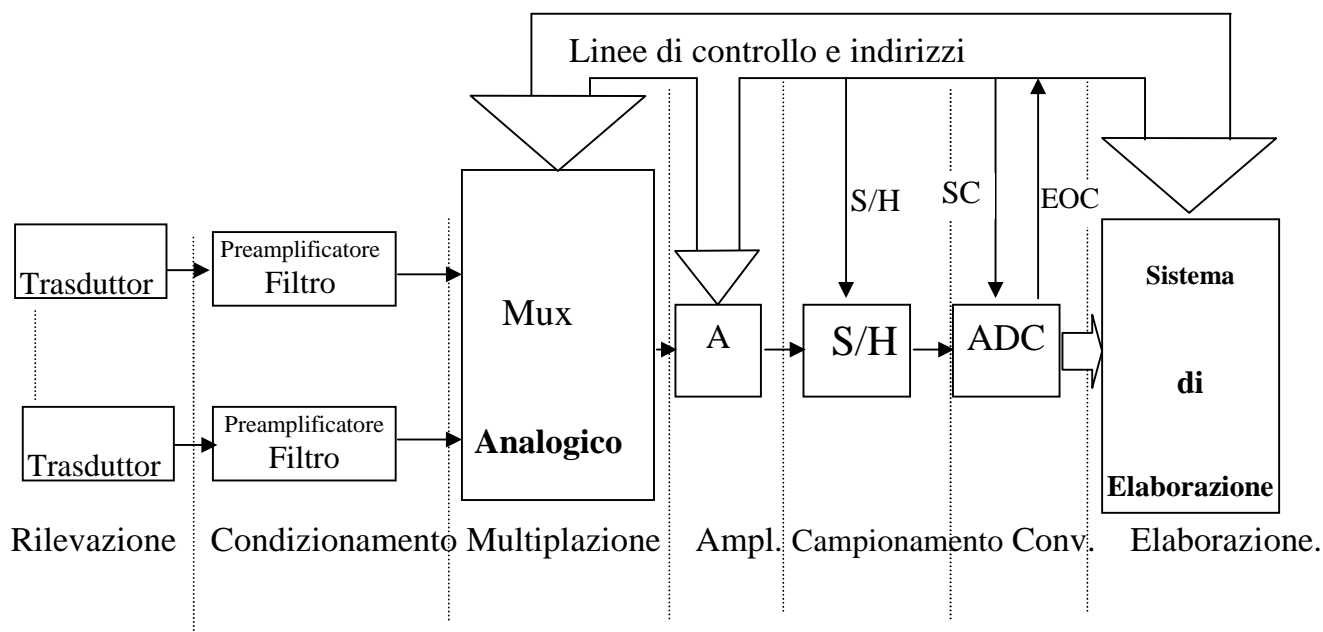 Linee di controllo e indirizzi
S/H
SC
EOC
Trasduttor
Preamplificatore
Filtro
Mux
Analogico
A
S/H
ADC
Sistema
di
Elaborazione
Trasduttor
Preamplificatore
Filtro
Rilevazione
Condizionamento
Multiplazione
Ampl.
Campionamento
Conv.
Elaborazione.